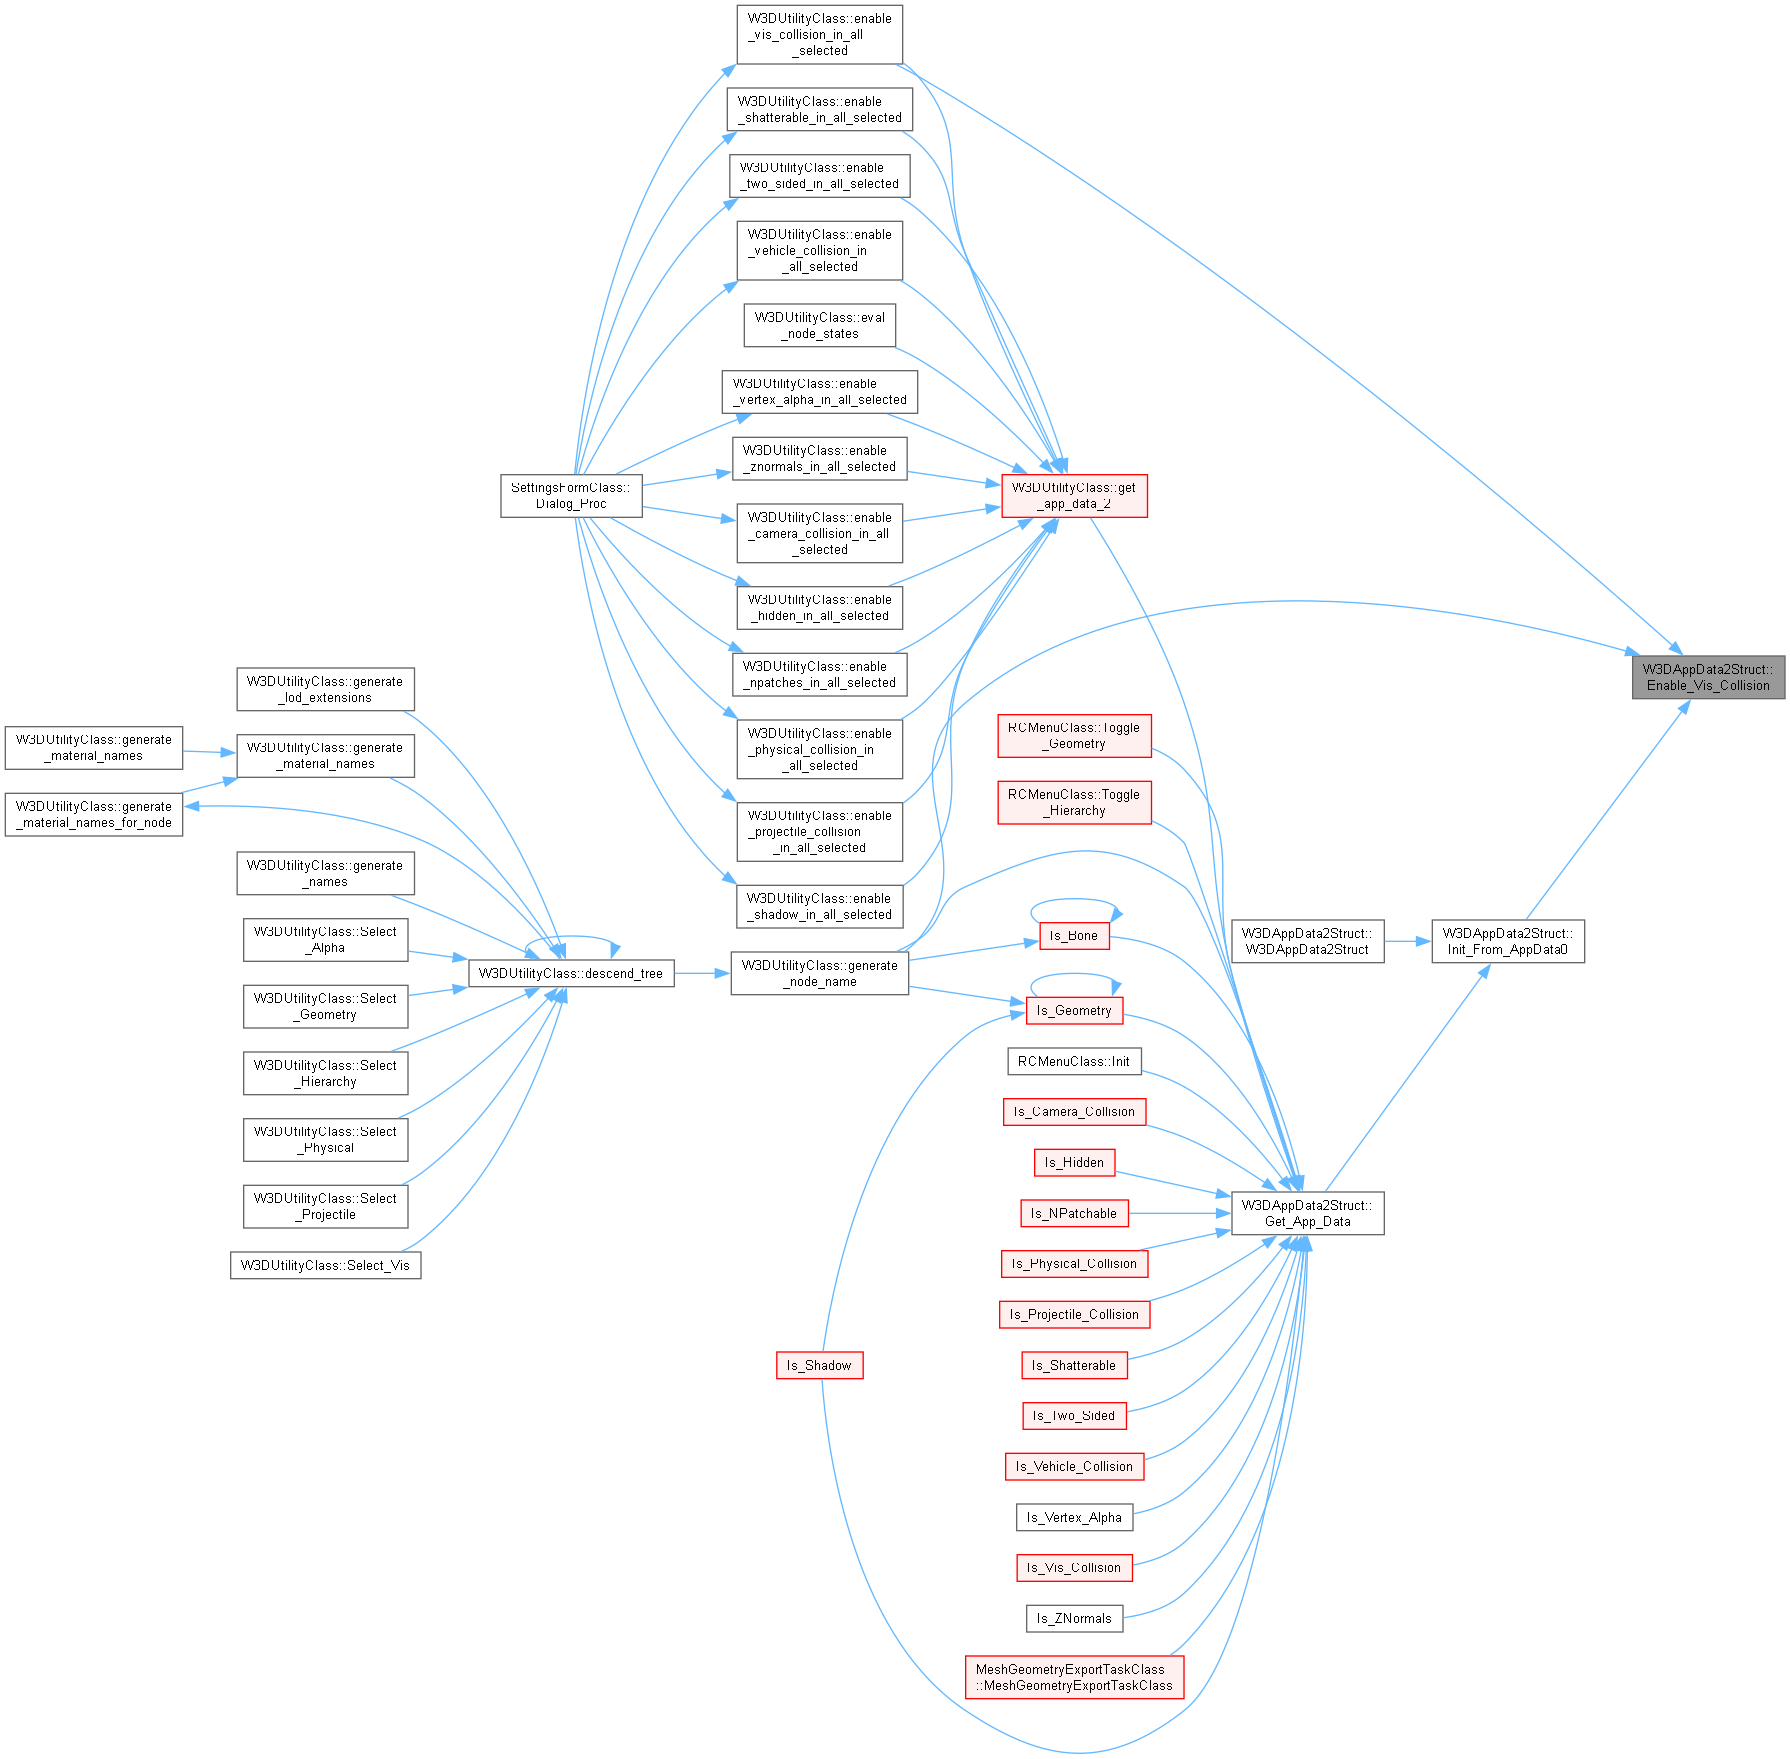 W3DUtilityClass::enable
_vis_collision_in_all
_selected
W3DUtilityClass::enable
_shatterable_in_all_selected
W3DUtilityClass::enable
_two_sided_in_all_selected
W3DUtilityClass::enable
_vehicle_collision_in
_all_selected
W3DUtilityClass::eval
_node_states
W3DUtilityClass::enable
_vertex_alpha_in_all_selected
W3DUtilityClass::enable
_znormals_in_all_selected
SettingsFormClass::
Dialog_Proc
W3DUtilityClass::get
_app_data_2
W3DUtilityClass::enable
_camera_collision_in_all
_selected
W3DUtilityClass::enable
_hidden_in_all_selected
W3DUtilityClass::enable
_npatches_in_all_selected
W3DAppData2Struct::
Enable_Vis_Collision
W3DUtilityClass::generate
_lod_extensions
W3DUtilityClass::generate
_material_names
W3DUtilityClass::generate
_material_names
W3DUtilityClass::enable
_physical_collision_in
_all_selected
RCMenuClass::Toggle
_Geometry
W3DUtilityClass::generate
_material_names_for_node
W3DUtilityClass::enable
_projectile_collision
_in_all_selected
RCMenuClass::Toggle
_Hierarchy
W3DUtilityClass::generate
_names
W3DUtilityClass::enable
_shadow_in_all_selected
W3DUtilityClass::Select
_Alpha
Is_Bone
W3DAppData2Struct::
W3DAppData2Struct
W3DAppData2Struct::
Init_From_AppData0
W3DUtilityClass::descend_tree
W3DUtilityClass::generate
_node_name
W3DUtilityClass::Select
_Geometry
Is_Geometry
W3DUtilityClass::Select
_Hierarchy
RCMenuClass::Init
Is_Camera_Collision
W3DUtilityClass::Select
_Physical
Is_Hidden
W3DUtilityClass::Select
_Projectile
Is_NPatchable
W3DAppData2Struct::
Get_App_Data
W3DUtilityClass::Select_Vis
Is_Physical_Collision
Is_Projectile_Collision
Is_Shadow
Is_Shatterable
Is_Two_Sided
Is_Vehicle_Collision
Is_Vertex_Alpha
Is_Vis_Collision
Is_ZNormals
MeshGeometryExportTaskClass
::MeshGeometryExportTaskClass